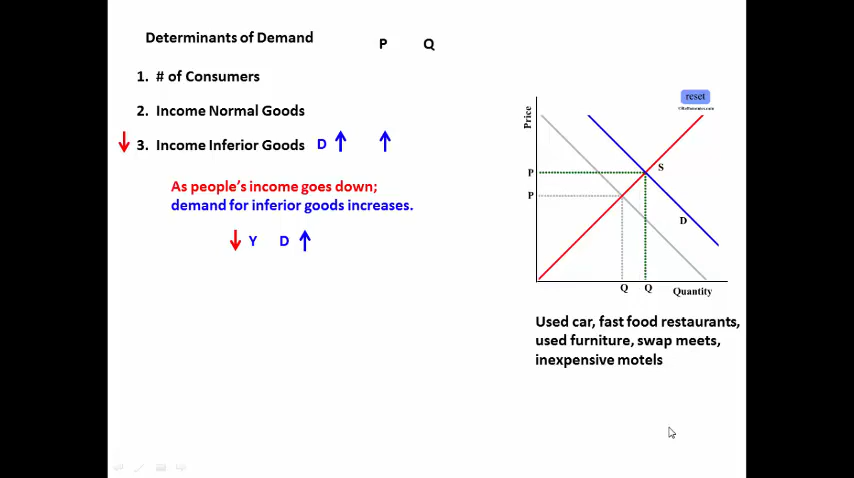 Determinants of Demand
P Q
1. # of Consumers
2. Income Normal Goods
3. Income Inferior Goods D
As people's income goes down;
demand for inferior goods increases.
Y D
reset
Price
S
P
P
D
Q Q Quantity
Used car, fast food restaurants,
used furniture, swap meets,
inexpensive motels